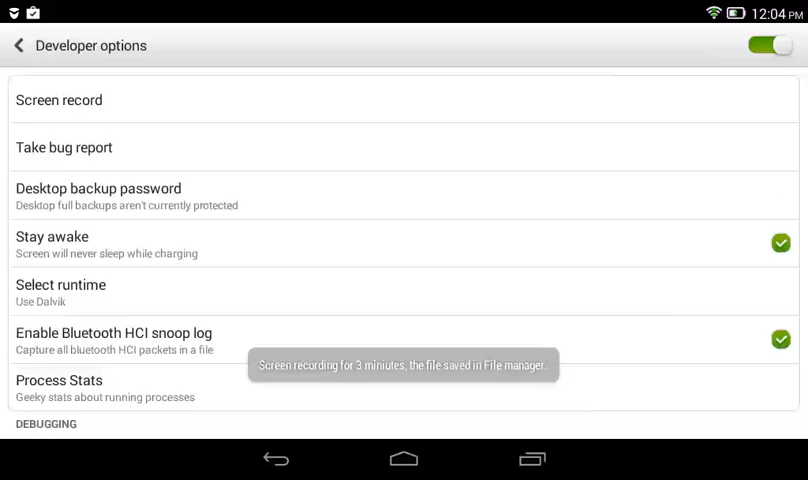 12:04 PM
Developer options
Screen record
Take bug report
Desktop backup password
Desktop full backups aren't currently protected
Stay awake
Screen will never sleep while charging
Select runtime
Use Dalvik
Enable Bluetooth HCI snoop log
Capture all bluetooth HCI packets in a file
Screen recording for 3 miniutes, the file saved in File manager.
Process Stats
Geeky stats about running processes
DEBUGGING